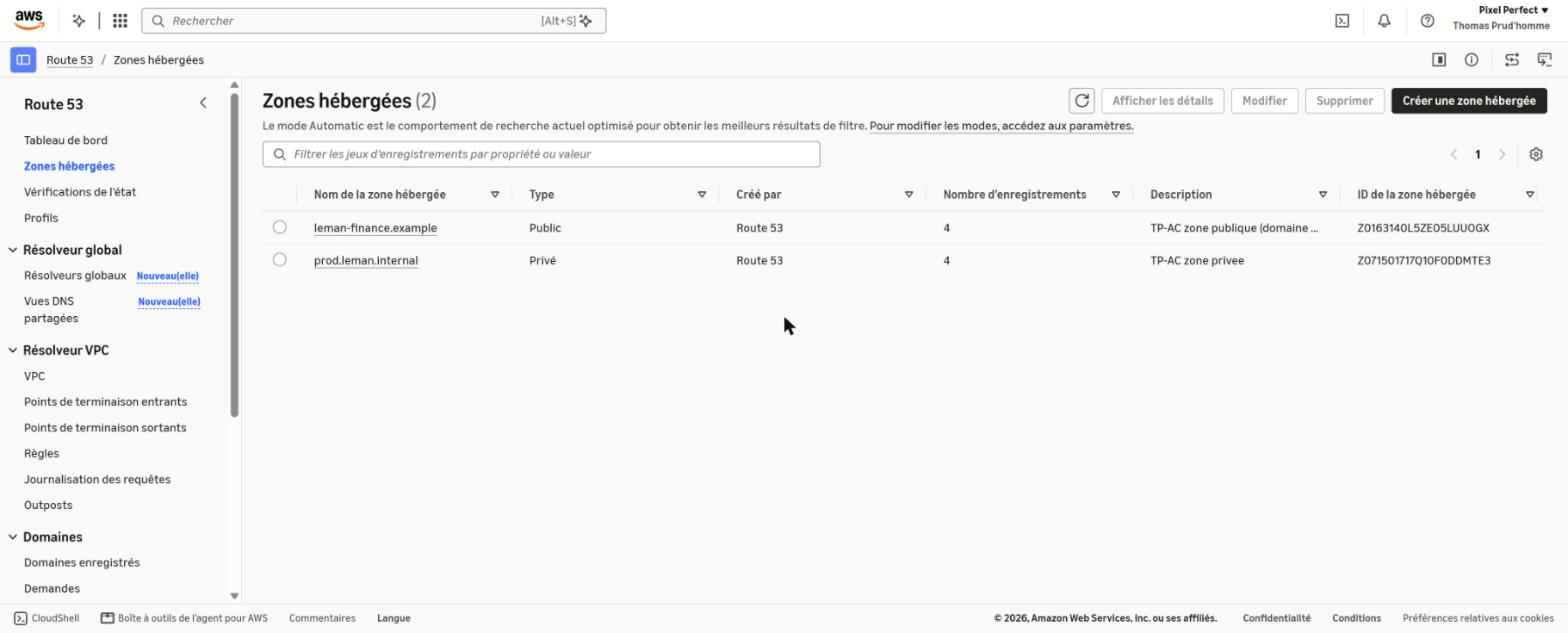 aws
Rechercher [Alt+S]
Pixel Perfect
Thomas Prud'homme
Route 53 / Zones hébergées
Route 53
Tableau de bord
Zones hébergées
Vérifications de l'état
Profils
Résolveur global
Résolveurs globaux Nouveau(elle)
Vues DNS partagées Nouveau(elle)
Résolveur VPC
VPC
Points de terminaison entrants
Points de terminaison sortants
Règles
Journalisation des requêtes
Outposts
Domaines
Domaines enregistrés
Demandes
Zones hébergées (2)
Afficher les détails Modifier Supprimer Créer une zone hébergée
Le mode Automatic est le comportement de recherche actuel optimisé pour obtenir les meilleurs résultats de filtre. Pour modifier les modes, accédez aux paramètres.
Filtrer les jeux d'enregistrements par propriété ou valeur
1
Nom de la zone hébergée Type Créé par Nombre d'enregistrements Description ID de la zone hébergée
leman-finance.example Public Route 53 4 TP-AC zone publique (domaine ... Z0163140L5ZE05LUUOGX
prod.leman.internal Privé Route 53 4 TP-AC zone privee Z071501717Q10F0DDMTE3
CloudShell Boîte à outils de l'agent pour AWS Commentaires Langue © 2026, Amazon Web Services, Inc. ou ses affiliés. Confidentialité Conditions Préférences relatives aux cookies